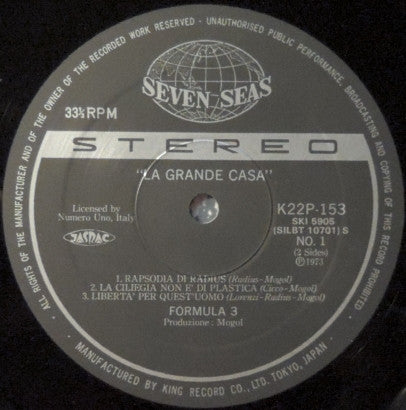 ALL RIGHTS OF THE MANUFACTURER AND OF THE OWNER OF THE RECORDED WORK RESERVED - UNAUTHORISED PUBLIC PERFORMANCE, BROADCASTING AND COPYING OF THIS RECORD PROHIBITED
SEVEN SEAS
33⅓ RPM
STEREO
"LA GRANDE CASA"
Licensed by
Numero Uno, Italy
JASRAC
K22P-153
SKI 5905
(SILBT 10701) S
NO. 1
(2 Sides)
Ⓟ1973
1. RAPSODIA DI RADIUS (Radius-Mogol)
2. LA CILIEGIA NON E' DI PLASTICA (Cicco-Mogol)
3. LIBERTA' PER QUEST'UOMO (Lorenzi-Radius-Mogol)
FORMULA 3
Produzione: Mogol
MANUFACTURED BY KING RECORD CO., LTD. TOKYO, JAPAN